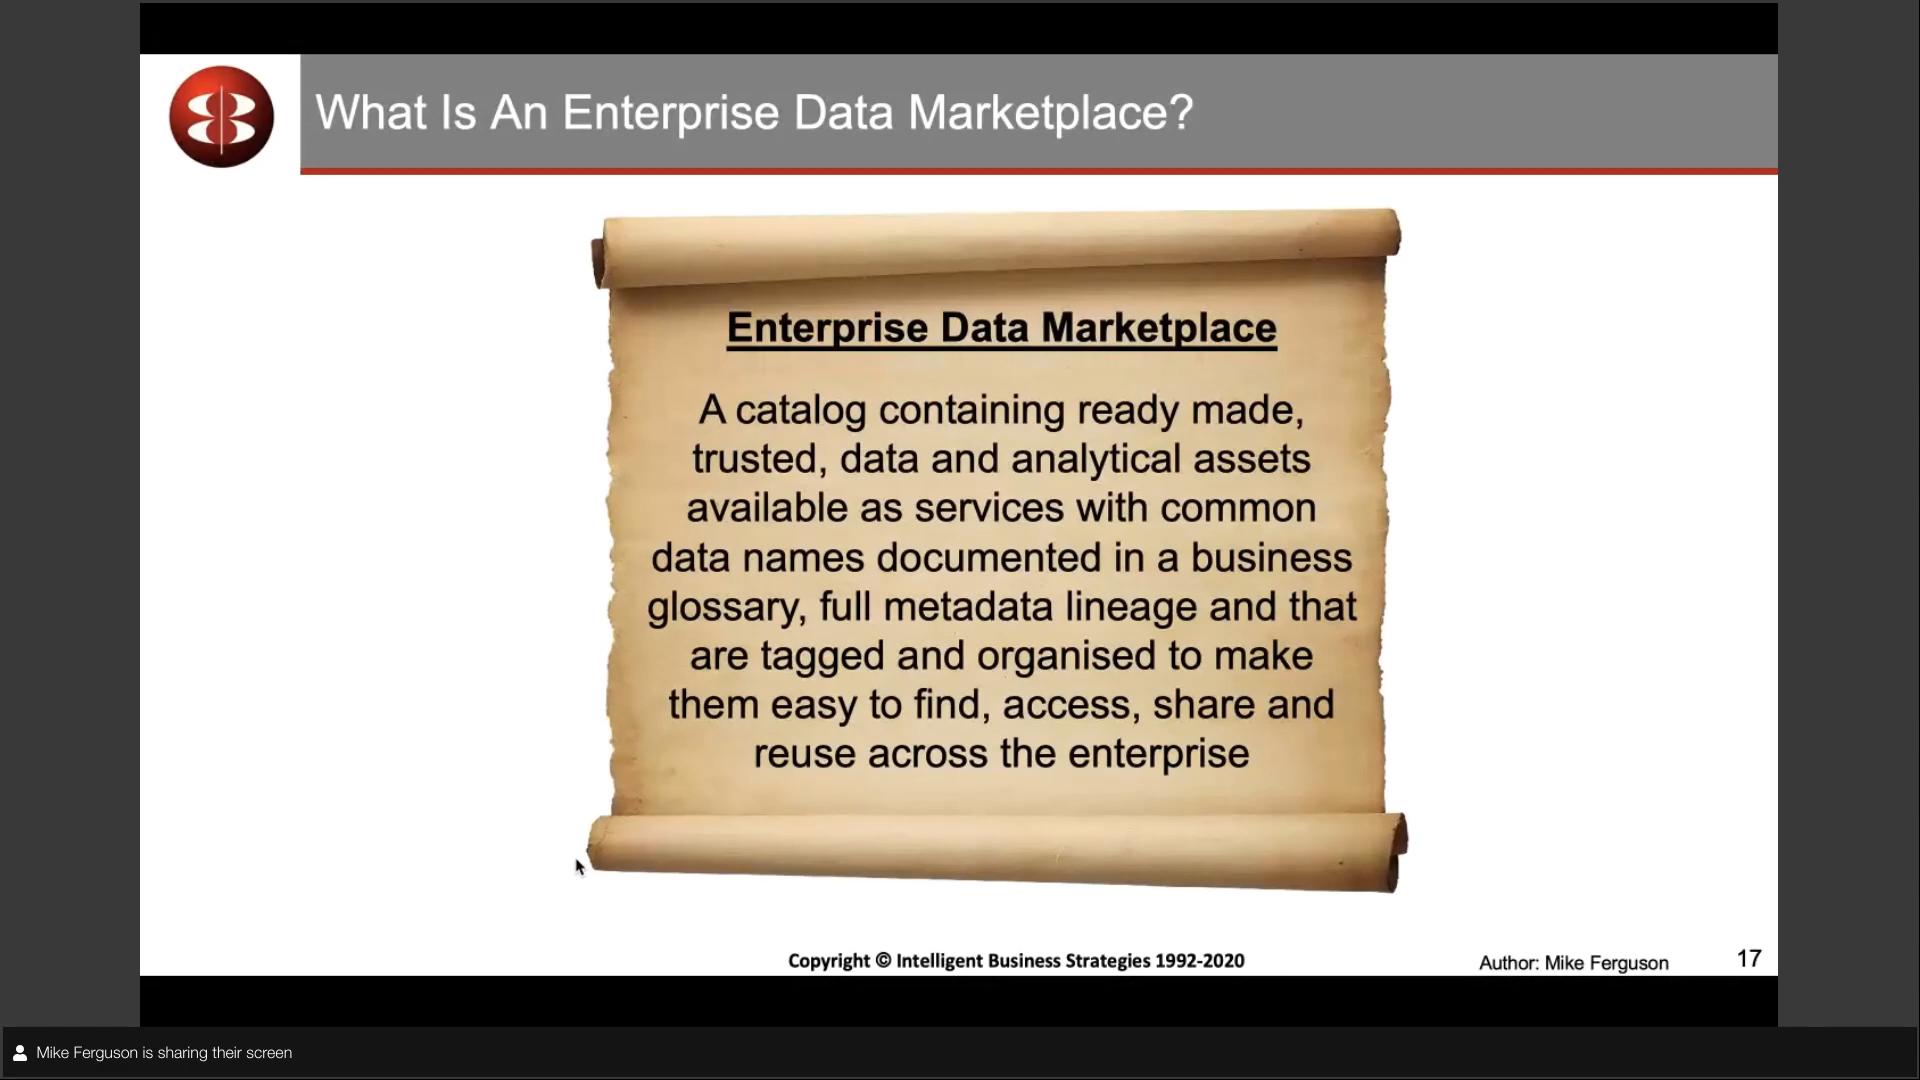 What Is An Enterprise Data Marketplace?
Enterprise Data Marketplace
A catalog containing ready made,
trusted, data and analytical assets
available as services with common
data names documented in a business
glossary, full metadata lineage and that
are tagged and organised to make
them easy to find, access, share and
reuse across the enterprise
Copyright © Intelligent Business Strategies 1992-2020
Author: Mike Ferguson
17
Mike Ferguson is sharing their screen